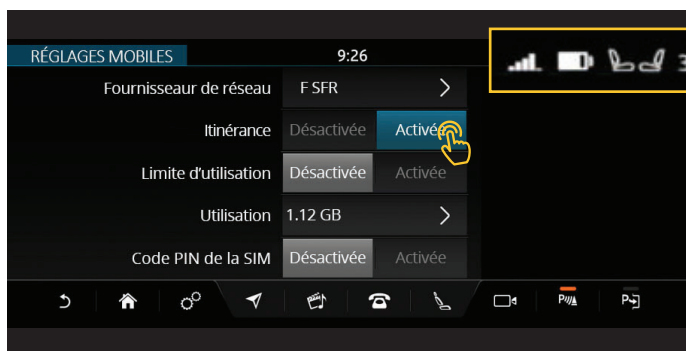 RÉGLAGES MOBILES 9:26
Fournisseaur de réseau F SFR
Itinérance Désactivée Activée
Limite d'utilisation Désactivée Activée
Utilisation 1.12 GB
Code PIN de la SIM Désactivée Activée